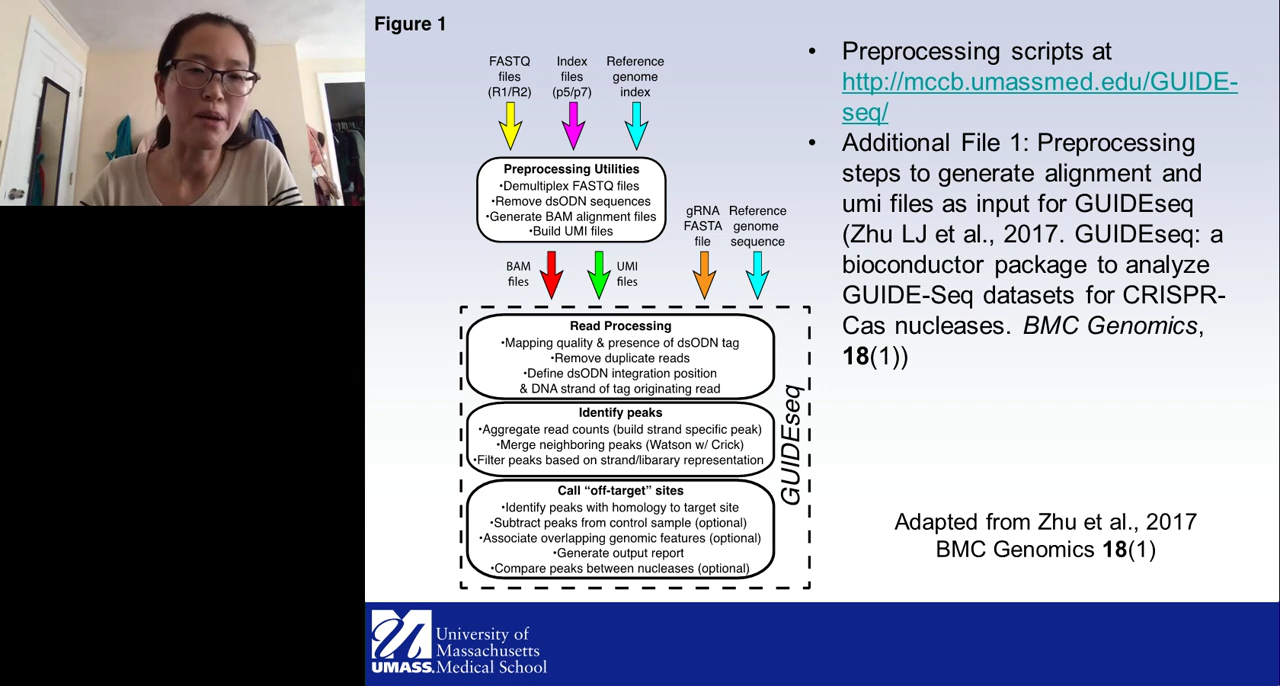 Figure 1
FASTQ
files
(R1/R2)
Index
files
(p5/p7)
Reference
genome
index
Preprocessing Utilities
•Demultiplex FASTQ files
•Remove dsODN sequences
•Generate BAM alignment files
•Build UMI files
BAM
files
UMI
files
gRNA
FASTA
file
Reference
genome
sequence
Read Processing
•Mapping quality & presence of dsODN tag
•Remove duplicate reads
•Define dsODN integration position
& DNA strand of tag originating read
Identify peaks
•Aggregate read counts (build strand specific peak)
•Merge neighboring peaks (Watson w/ Crick)
•Filter peaks based on strand/libarary representation
Call “off-target” sites
•Identify peaks with homology to target site
•Subtract peaks from control sample (optional)
•Associate overlapping genomic features (optional)
•Generate output report
•Compare peaks between nucleases (optional)
GUIDEseq
• Preprocessing scripts at
http://mccb.umassmed.edu/GUIDE-
seq/
• Additional File 1: Preprocessing
steps to generate alignment and
umi files as input for GUIDEseq
(Zhu LJ et al., 2017. GUIDEseq: a
bioconductor package to analyze
GUIDE-Seq datasets for CRISPR-
Cas nucleases. BMC Genomics,
18(1))
Adapted from Zhu et al., 2017
BMC Genomics 18(1)
UMASS.
University of
Massachusetts
Medical School